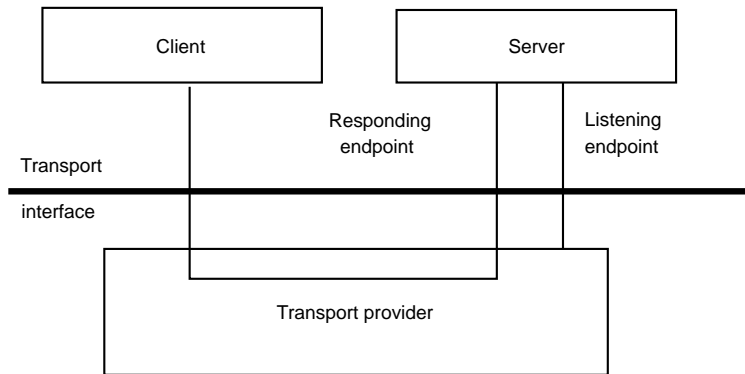 Client
Server
Responding
endpoint
Listening
endpoint
Transport
interface
Transport provider